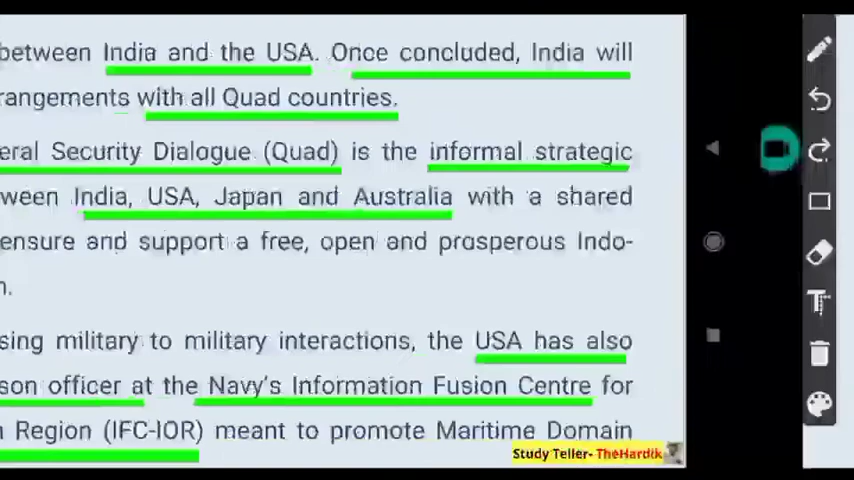 between India and the USA. Once concluded, India will
rangements with all Quad countries.
eral Security Dialogue (Quad) is the informal strategic
ween India, USA, Japan and Australia with a shared
ensure and support a free, open and prosperous Indo-
n.
sing military to military interactions, the USA has also
son officer at the Navy's Information Fusion Centre for
n Region (IFC-IOR) meant to promote Maritime Domain
Study Teller- TheHardik